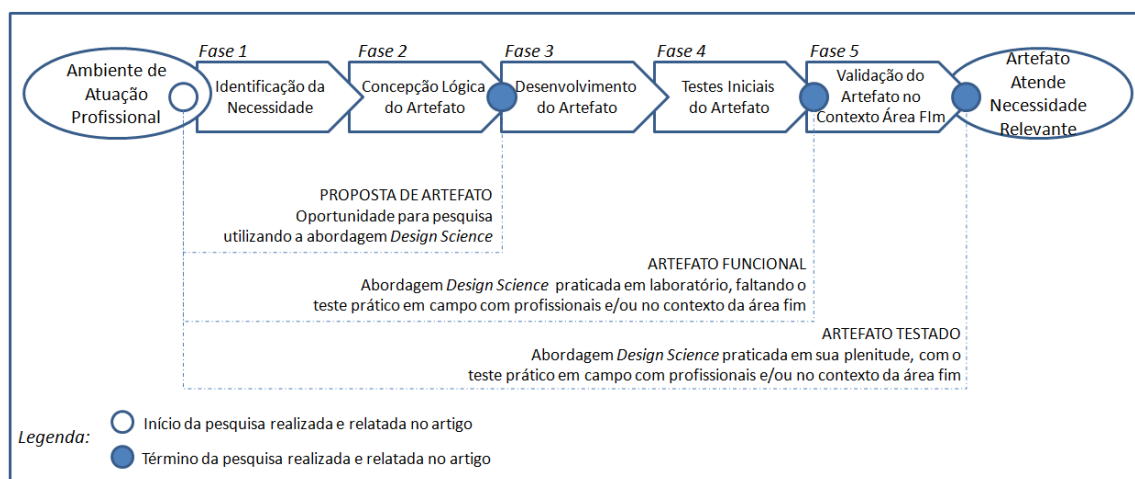 Fase 1
Fase 2
Fase 3
Fase 4
Fase 5
Ambiente de
Atuação
Profissional
Identificação da
Necessidade
Concepção Lógica
do Artefato
Desenvolvimento
do Artefato
Testes Iniciais
do Artefato
Validação do
Artefato no
Contexto Área FIm
Artefato
Atende
Necessidade
Relevante
PROPOSTA DE ARTEFATO
Oportunidade para pesquisa
utilizando a abordagem Design Science
ARTEFATO FUNCIONAL
Abordagem Design Science praticada em laboratório, faltando o
teste prático em campo com profissionais e/ou no contexto da área fim
ARTEFATO TESTADO
Abordagem Design Science praticada em sua plenitude, com o
teste prático em campo com profissionais e/ou no contexto da área fim
Legenda:
Início da pesquisa realizada e relatada no artigo
Término da pesquisa realizada e relatada no artigo